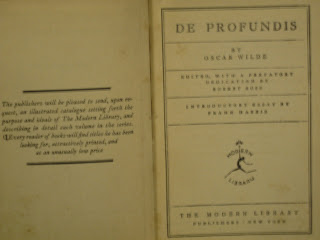 The publishers will be pleased to send, upon re-
quest, an illustrated catalogue setting forth the
purpose and ideals of The Modern Library, and
describing in detail each volume in the series.
Every reader of books will find titles he has been
looking for, attractively printed, and
at an unusually low price
DE PROFUNDIS
BY
OSCAR WILDE
EDITED, WITH A PREFATORY
DEDICATION BY
ROBERT ROSS
INTRODUCTORY ESSAY BY
FRANK HARRIS
MODERN
LIBRARY
THE MODERN LIBRARY
PUBLISHERS · NEW YORK